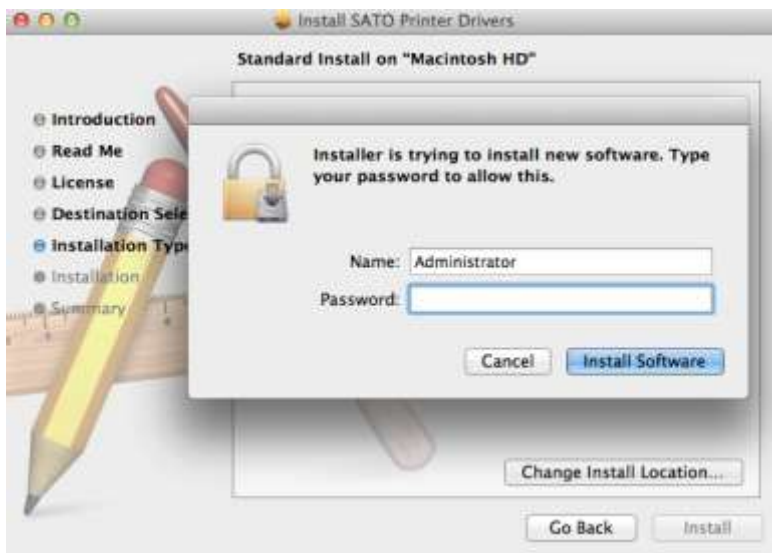 Install SATO Printer Drivers
Standard Install on "Macintosh HD"
Introduction
Read Me
License
Destination Sele
Installation Type
Installation
Summary
Installer is trying to install new software. Type
your password to allow this.
Name: Administrator
Password:
Cancel
Install Software
Change Install Location...
Go Back
Install